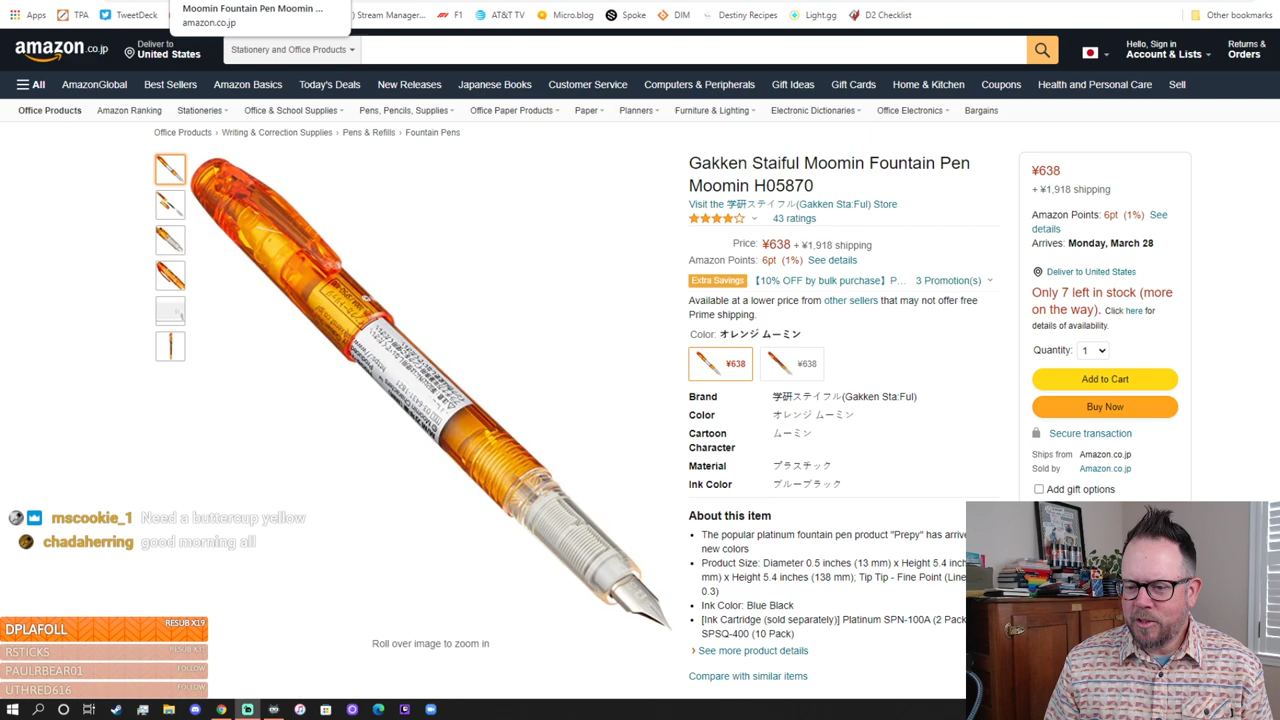 Moomin Fountain Pen Moomin ...
amazon.co.jp
Apps TPA TweetDeck Stream Manager... F1 AT&T TV Micro.blog Spoke DIM Destiny Recipes Light.gg D2 Checklist Other bookmarks
amazon.co.jp Deliver to United States Stationery and Office Products Hello, Sign in Account & Lists Returns & Orders
All AmazonGlobal Best Sellers Amazon Basics Today's Deals New Releases Japanese Books Customer Service Computers & Peripherals Gift Ideas Gift Cards Home & Kitchen Coupons Health and Personal Care Sell
Office Products Amazon Ranking Stationeries Office & School Supplies Pens, Pencils, Supplies Office Paper Products Paper Planners Furniture & Lighting Electronic Dictionaries Office Electronics Bargains
Office Products › Writing & Correction Supplies › Pens & Refills › Fountain Pens
Gakken Staiful Moomin Fountain Pen
Moomin H05870
Visit the 学研ステイフル(Gakken Sta:Ful) Store
43 ratings
Price: ¥638 + ¥1,918 shipping
Amazon Points: 6pt (1%) See details
Extra Savings 【10% OFF by bulk purchase】P... 3 Promotion(s)
Available at a lower price from other sellers that may not offer free
Prime shipping.
Color: オレンジ ムーミン
¥638 ¥638
Brand 学研ステイフル(Gakken Sta:Ful)
Color オレンジ ムーミン
Cartoon Character ムーミン
Material プラスチック
Ink Color ブルーブラック
About this item
• The popular platinum fountain pen product "Prepy" has arriv
new colors
• Product Size: Diameter 0.5 inches (13 mm) x Height 5.4 inch
mm) x Height 5.4 inches (138 mm); Tip Tip - Fine Point (Line
0.3)
• Ink Color: Blue Black
• [Ink Cartridge (sold separately)] Platinum SPN-100A (2 Pack
SPSQ-400 (10 Pack)
› See more product details
Compare with similar items
¥638
+ ¥1,918 shipping
Amazon Points: 6pt (1%) See
details
Arrives: Monday, March 28
Deliver to United States
Only 7 left in stock (more
on the way). Click here for
details of availability.
Quantity: 1
Add to Cart
Buy Now
Secure transaction
Ships from Amazon.co.jp
Sold by Amazon.co.jp
Add gift options
Roll over image to zoom in
mscookie_1 Need a buttercup yellow
chadaherring good morning all
DPLAFOLL RESUB X19
RSTICKS RESUB X31
PAULRBEAR01 FOLLOW
UTHRED616 FOLLOW